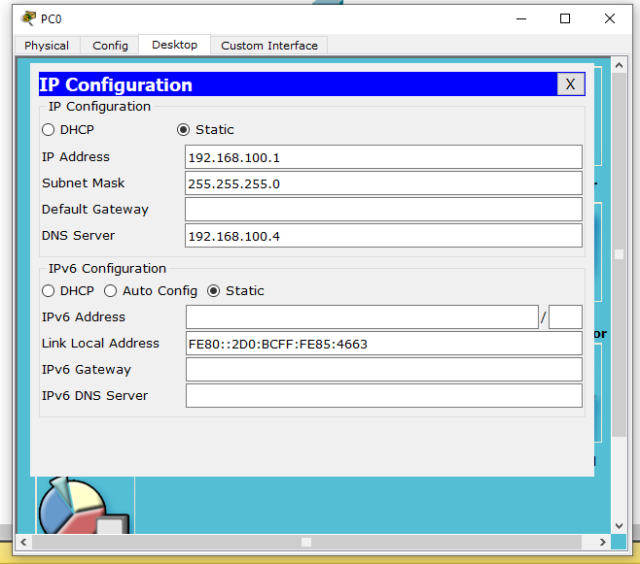 PC0
Physical Config Desktop Custom Interface
IP Configuration X
IP Configuration
DHCP Static
IP Address 192.168.100.1
Subnet Mask 255.255.255.0
Default Gateway
DNS Server 192.168.100.4
IPv6 Configuration
DHCP Auto Config Static
IPv6 Address /
Link Local Address FE80::2D0:BCFF:FE85:4663
IPv6 Gateway
IPv6 DNS Server
or